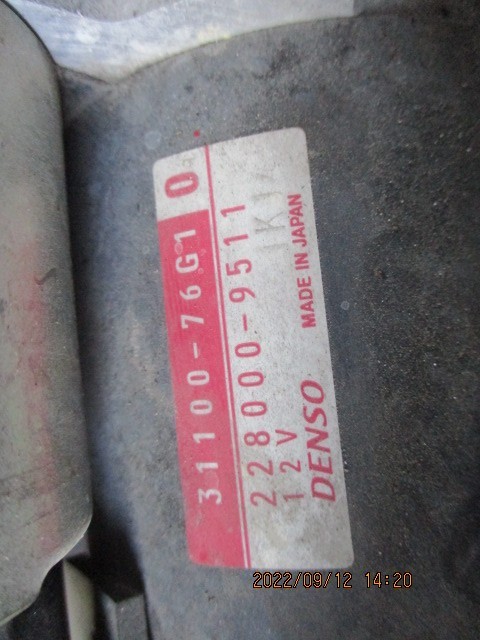 31100-76G1 0
228000-9511
12V
DENSO MADE IN JAPAN
2022/09/12 14:20